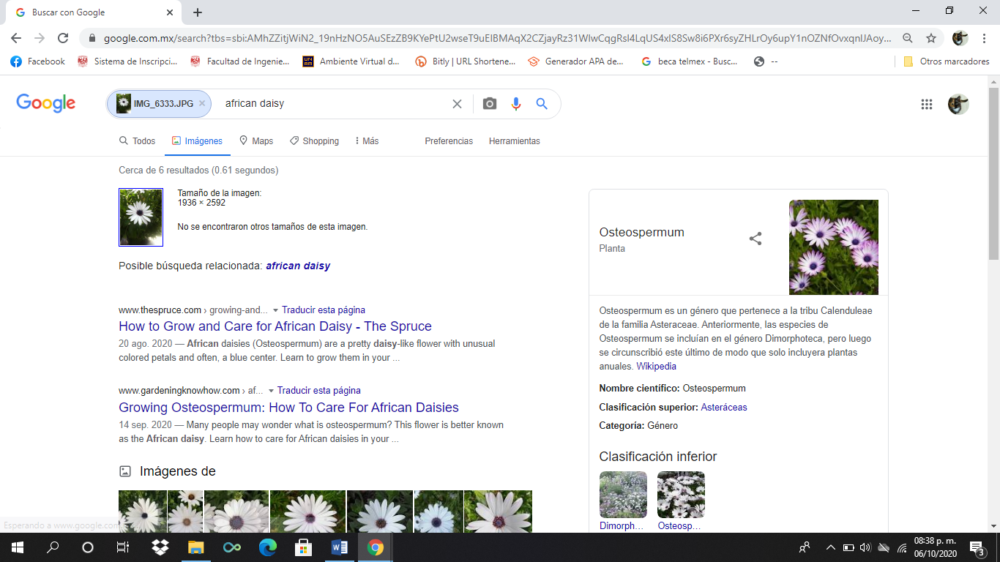 Buscar con Google
google.com.mx/search?tbs=sbi:AMhZZitjWiN2_19nHzNO5AuSEzZB9KYePtU2wseT9uEIBMAqX2CZjayRz31WIwCqgRsl4LqUS4xlS8Sw8i6PXr6syZHLrOy6upY1nOZNfOvxqnIJAoy...
Facebook
Sistema de Inscripci...
Facultad de Ingenie...
Ambiente Virtual d...
Bitly | URL Shortene...
Generador APA de...
beca telmex - Busc...
--
Otros marcadores
Google
IMG_6333.JPG
african daisy
Todos
Imágenes
Maps
Shopping
Más
Preferencias
Herramientas
Cerca de 6 resultados (0.61 segundos)
Tamaño de la imagen:
1936 × 2592
No se encontraron otros tamaños de esta imagen.
Posible búsqueda relacionada: african daisy
www.thespruce.com › growing-and... Traducir esta página
How to Grow and Care for African Daisy - The Spruce
20 ago. 2020 — African daisies (Osteospermum) are a pretty daisy-like flower with unusual
colored petals and often, a blue center. Learn to grow them in your ...
www.gardeningknowhow.com › af... Traducir esta página
Growing Osteospermum: How To Care For African Daisies
14 sep. 2020 — Many people may wonder what is osteospermum? This flower is better known
as the African daisy. Learn how to care for African daisies in your ...
Imágenes de
Osteospermum
Planta
Osteospermum es un género que pertenece a la tribu Calenduleae
de la familia Asteraceae. Anteriormente, las especies de
Osteospermum se incluían en el género Dimorphoteca, pero luego
se circunscribió este último de modo que solo incluyera plantas
anuales. Wikipedia
Nombre científico: Osteospermum
Clasificación superior: Asteráceas
Categoría: Género
Clasificación inferior
Dimorph...
Osteosp...
Esperando a www.google.com
08:38 p. m.
06/10/2020
3